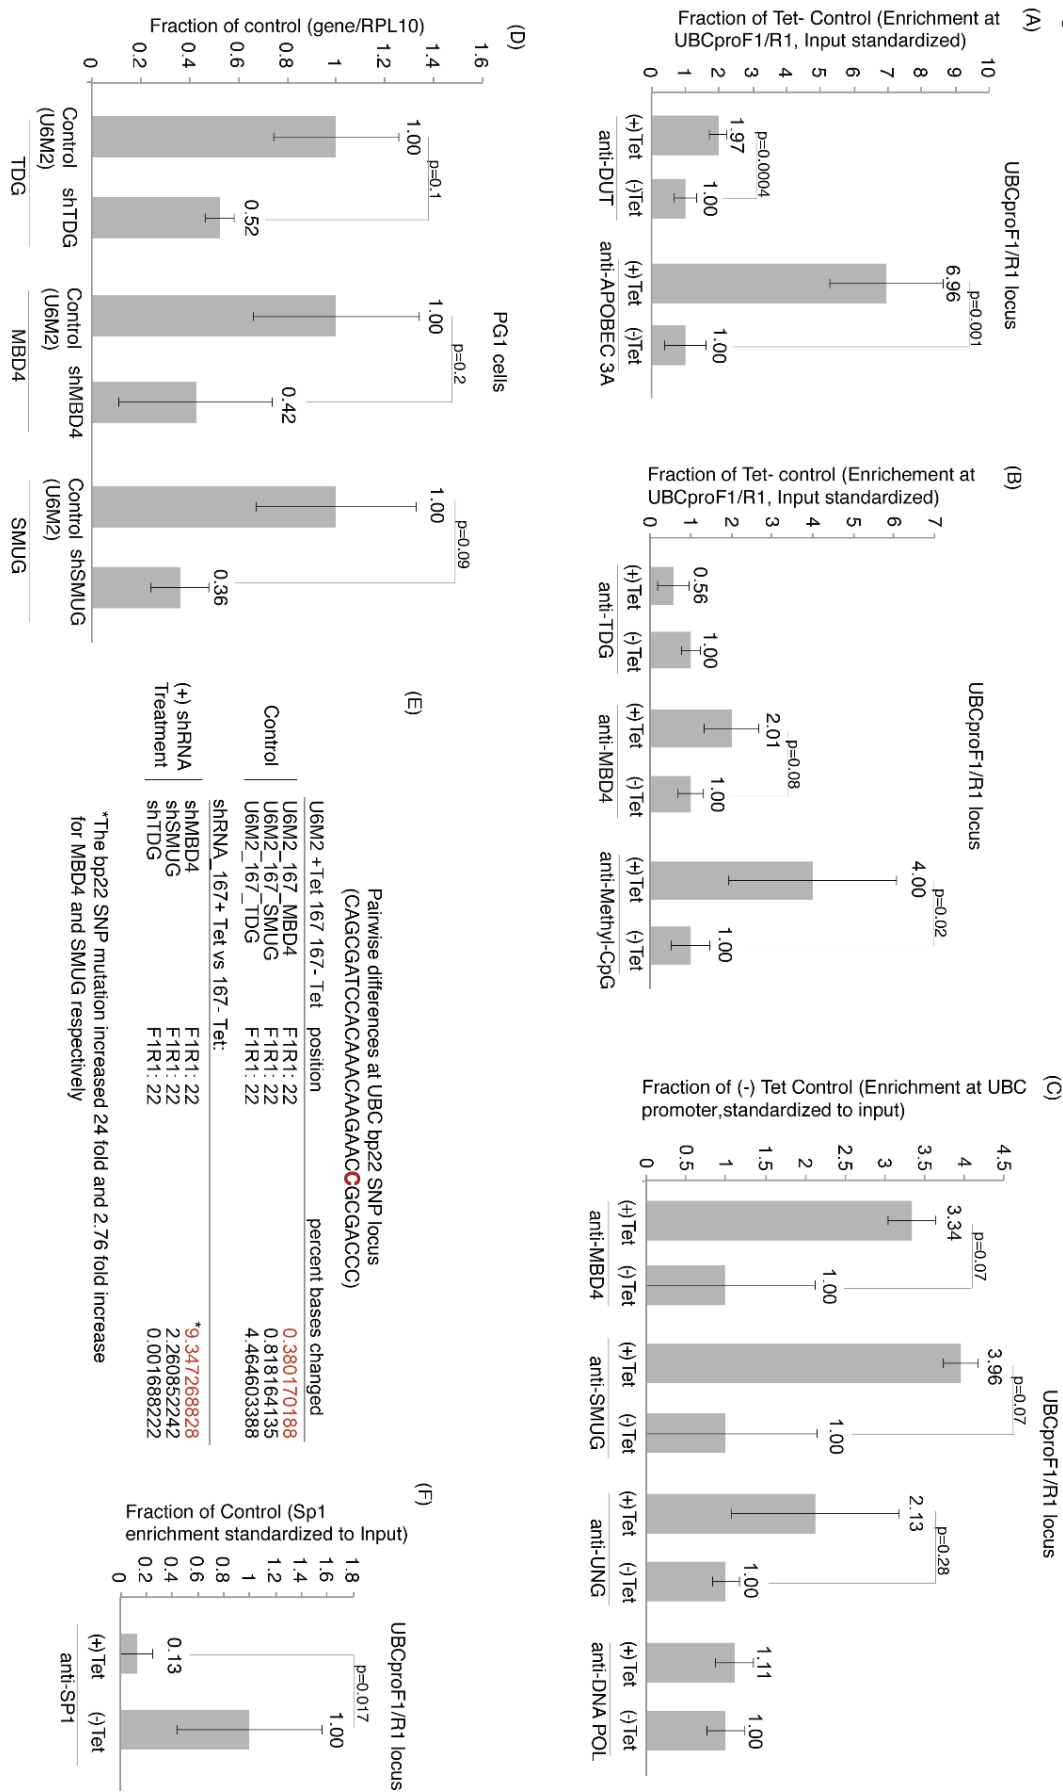 (A)
Fraction of Tet- Control (Enrichment at
UBCproF1/R1, Input standardized)
0 1 2 3 4 5 6 7 8 9 10
UBCproF1/R1 locus
1.97
p=0.0004
1.00
6.96
p=0.001
1.00
(+)Tet (-)Tet (+)Tet (-)Tet
anti-DUT anti-APOBEC 3A
(B)
Fraction of Tet- control (Enrichement at
UBCproF1/R1, Input standardized)
0 1 2 3 4 5 6 7
UBCproF1/R1 locus
0.56
1.00
2.01
p=0.08
1.00
4.00
p=0.02
1.00
(+)Tet (-)Tet (+)Tet (-)Tet (+)Tet (-)Tet
anti-TDG anti-MBD4 anti-Methyl-CpG
(C)
Fraction of (-) Tet Control (Enrichment at UBC
promoter,standardized to input)
0 0.5 1 1.5 2 2.5 3 3.5 4 4.5
UBCproF1/R1 locus
3.34
p=0.07
1.00
3.96
p=0.07
1.00
2.13
p=0.28
1.00
1.11
1.00
(+)Tet (-)Tet (+)Tet (-)Tet (+)Tet (-)Tet (+)Tet (-)Tet
anti-MBD4 anti-SMUG anti-UNG anti-DNA POL
(D)
Fraction of control (gene/RPL10)
0 0.2 0.4 0.6 0.8 1 1.2 1.4 1.6
PG1 cells
1.00
p=0.1
0.52
1.00
p=0.2
0.42
1.00
p=0.09
0.36
Control shTDG Control shMBD4 Control shSMUG
(U6M2) (U6M2) (U6M2)
TDG MBD4 SMUG
(E)
Pairwise differences at UBC bp22 SNP locus
(CAGCGATCCACAAACAAGAACCGCGACCC)
U6M2 +Tet 167 167- Tet position percent bases changed
Control
U6M2_167_MBD4 F1R1: 22 0.380170188
U6M2_167_SMUG F1R1: 22 0.818164135
U6M2_167_TDG F1R1: 22 4.464603388
shRNA_167+ Tet vs 167- Tet:
(+) shRNA
Treatment
shMBD4 F1R1: 22 *9.347268828
shSMUG F1R1: 22 2.260852242
shTDG F1R1: 22 0.001688222
*The bp22 SNP mutation increased 24 fold and 2.76 fold increase
for MBD4 and SMUG respectively
(F)
Fraction of Control (Sp1
enrichment standardized to Input)
0 0.2 0.4 0.6 0.8 1 1.2 1.4 1.6 1.8
UBCproF1/R1 locus
0.13
p=0.017
1.00
(+)Tet (-)Tet
anti-SP1